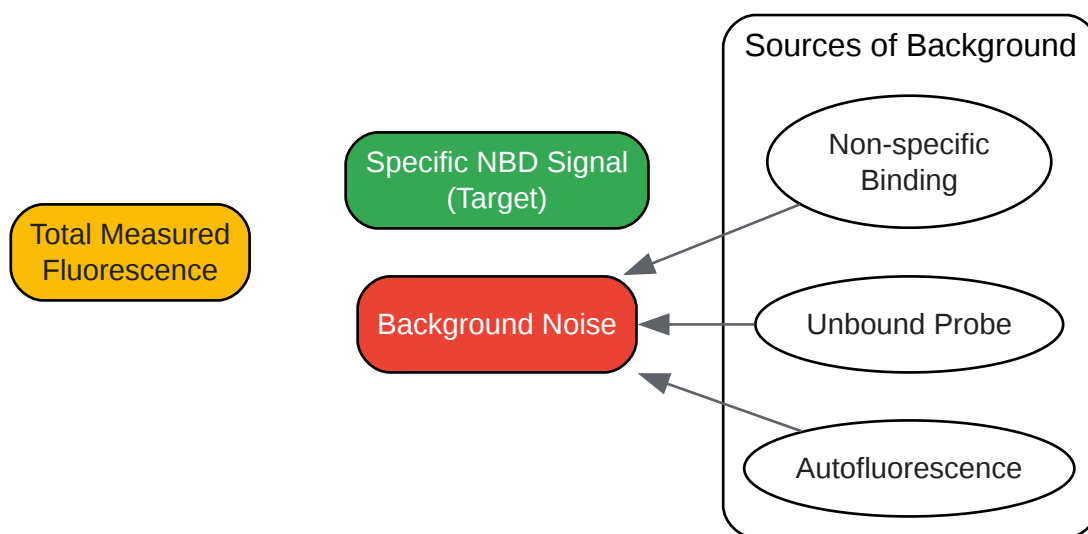 Total Measured
Fluorescence
Specific NBD Signal
(Target)
Background Noise
Sources of Background
Non-specific
Binding
Unbound Probe
Autofluorescence